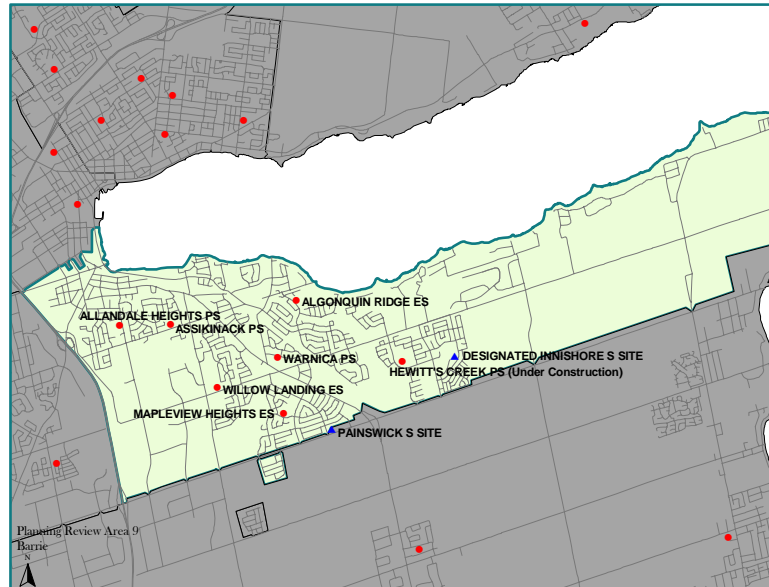 ALGONQUIN RIDGE ES
ALLANDALE HEIGHTS PS
ASSIKINACK PS
WARNICA PS
DESIGNATED INNISHORE S SITE
HEWITT'S CREEK PS (Under Construction)
WILLOW LANDING ES
MAPLEVIEW HEIGHTS ES
PAINSWICK S SITE
Planning Review Area 9
Barrie
N